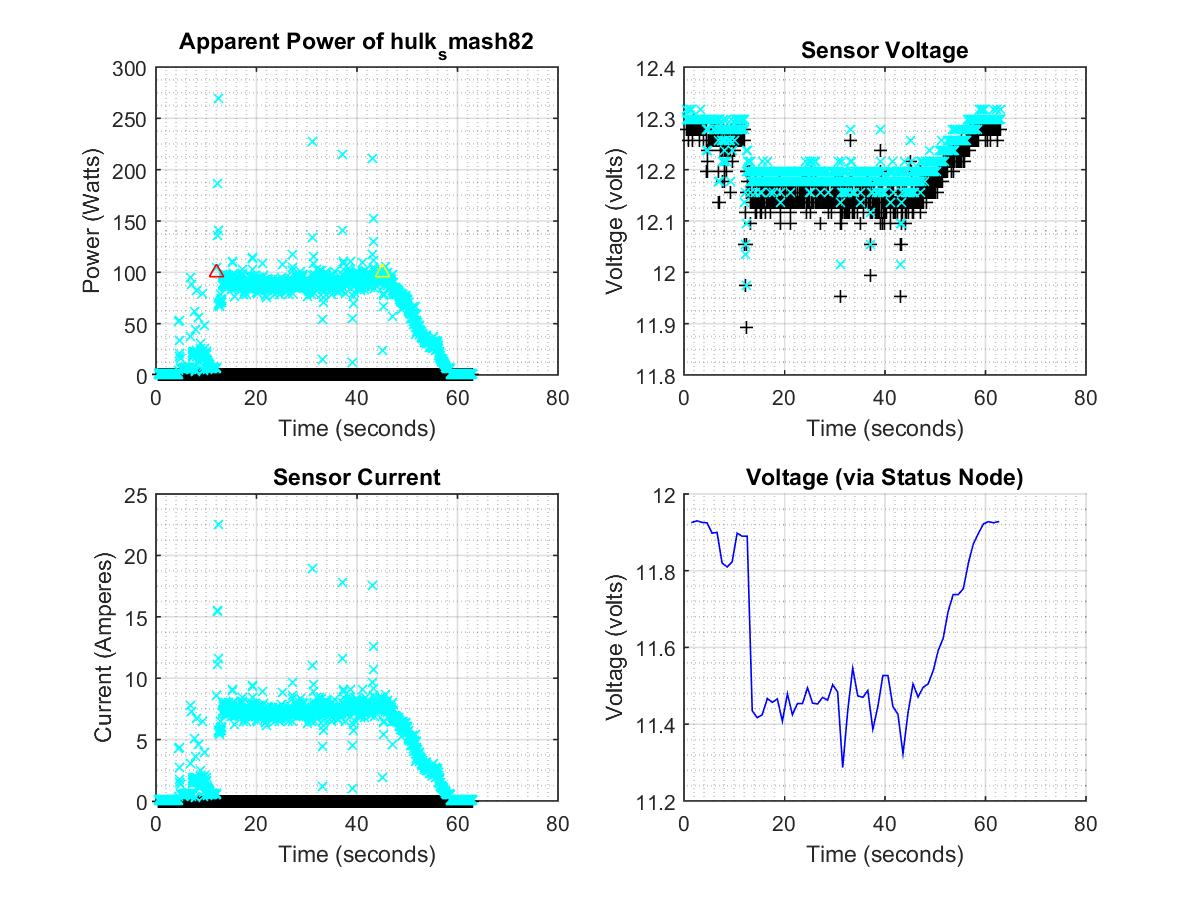 Apparent Power of hulksmash82
300
250
200
150
100
50
0
Power (Watts)
0 20 40 60 80
Time (seconds)
Sensor Voltage
12.4
12.3
12.2
12.1
12
11.9
11.8
Voltage (volts)
0 20 40 60 80
Time (seconds)
Sensor Current
25
20
15
10
5
0
Current (Amperes)
0 20 40 60 80
Time (seconds)
Voltage (via Status Node)
12
11.8
11.6
11.4
11.2
Voltage (volts)
0 20 40 60 80
Time (seconds)